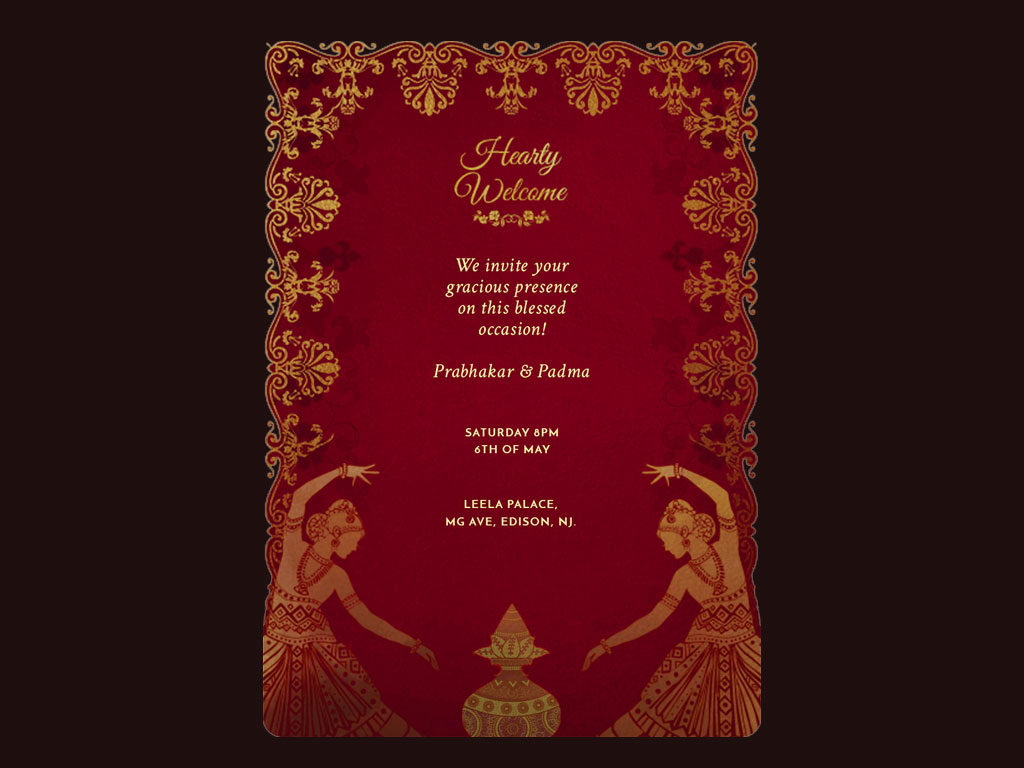 Hearty
Welcome
We invite your
gracious presence
on this blessed
occasion!
Prabhakar & Padma
SATURDAY 8PM
6TH OF MAY
LEELA PALACE,
MG AVE, EDISON, NJ.